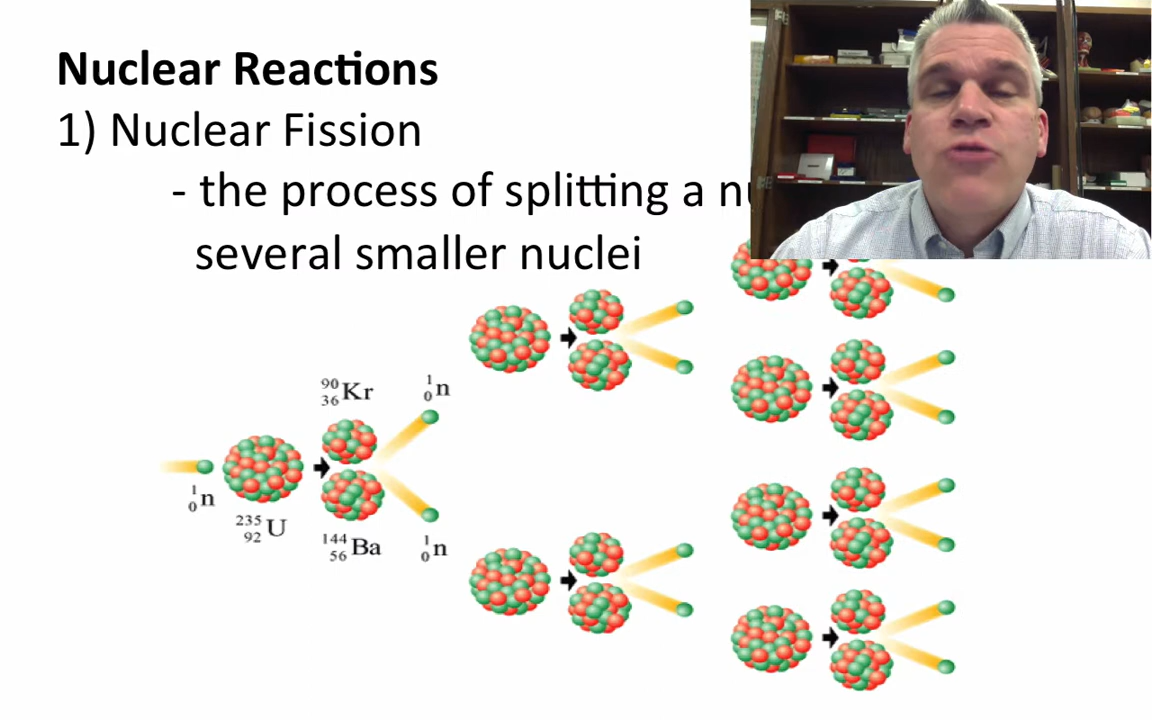 Nuclear Reactions
1) Nuclear Fission
- the process of splitting a
several smaller nuclei
90
36 Kr
1
0 n
1
0 n
235
92 U
144
56 Ba
1
0 n